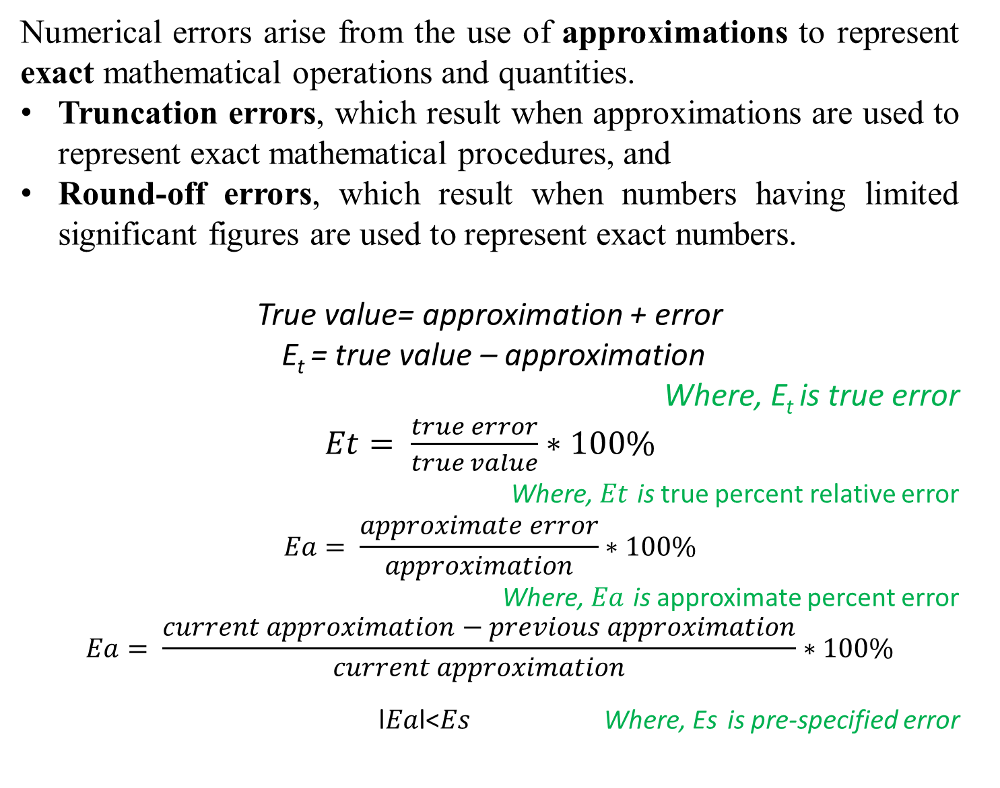 Numerical errors arise from the use of approximations to represent
exact mathematical operations and quantities.
• Truncation errors, which result when approximations are used to
represent exact mathematical procedures, and
• Round-off errors, which result when numbers having limited
significant figures are used to represent exact numbers.
True value= approximation + error
Et = true value – approximation
Where, Et is true error
Et = true error / true value * 100%
Where, Et is true percent relative error
Ea = approximate error / approximation * 100%
Where, Ea is approximate percent error
Ea = current approximation − previous approximation / current approximation * 100%
|Ea|<Es Where, Es is pre-specified error